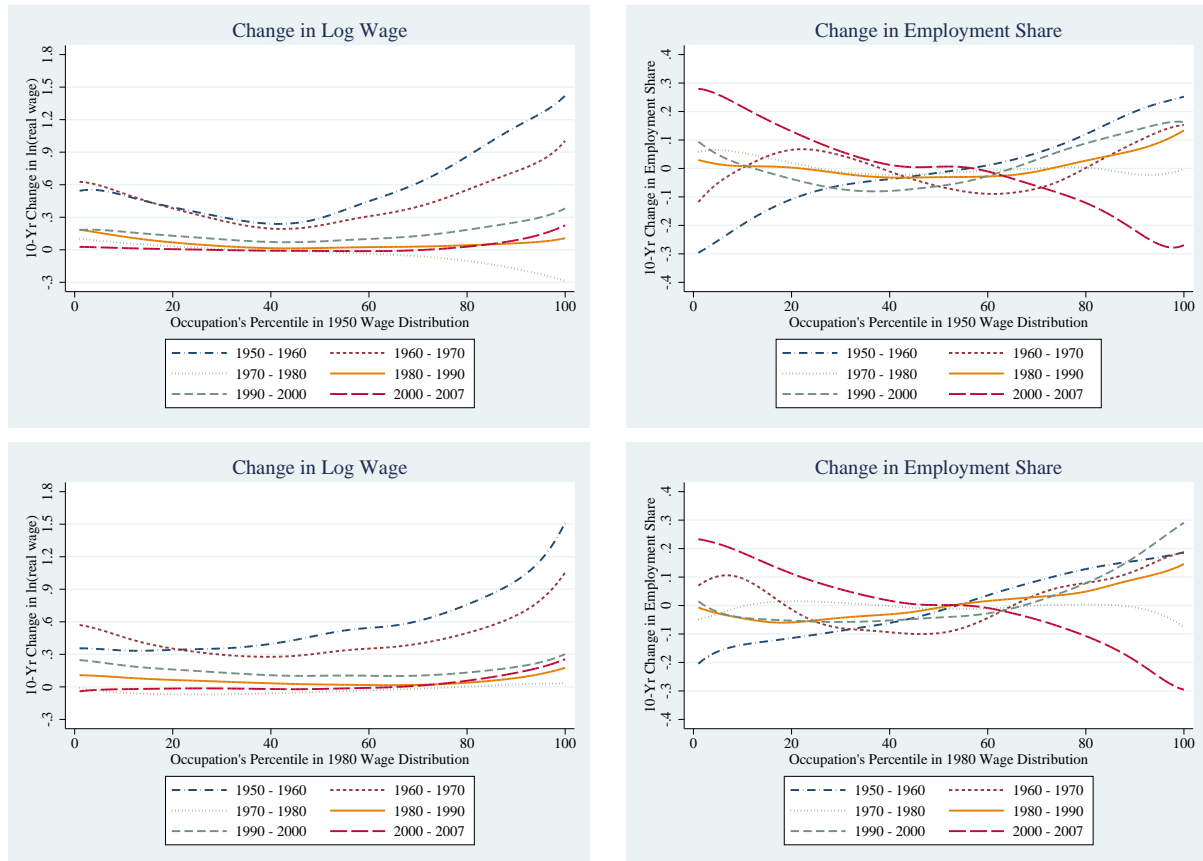 Change in Log Wage
10-Yr Change in ln(real wage)
1.8
1.5
1.2
.9
.6
.3
0
-.3
0 20 40 60 80 100
Occupation's Percentile in 1950 Wage Distribution
1950 - 1960 1960 - 1970
1970 - 1980 1980 - 1990
1990 - 2000 2000 - 2007
Change in Employment Share
10-Yr Change in Employment Share
.4
.3
.2
.1
0
-.1
-.2
-.3
-.4
0 20 40 60 80 100
Occupation's Percentile in 1950 Wage Distribution
1950 - 1960 1960 - 1970
1970 - 1980 1980 - 1990
1990 - 2000 2000 - 2007
Change in Log Wage
10-Yr Change in ln(real wage)
1.8
1.5
1.2
.9
.6
.3
0
-.3
0 20 40 60 80 100
Occupation's Percentile in 1980 Wage Distribution
1950 - 1960 1960 - 1970
1970 - 1980 1980 - 1990
1990 - 2000 2000 - 2007
Change in Employment Share
10-Yr Change in Employment Share
.4
.3
.2
.1
0
-.1
-.2
-.3
-.4
0 20 40 60 80 100
Occupation's Percentile in 1980 Wage Distribution
1950 - 1960 1960 - 1970
1970 - 1980 1980 - 1990
1990 - 2000 2000 - 2007